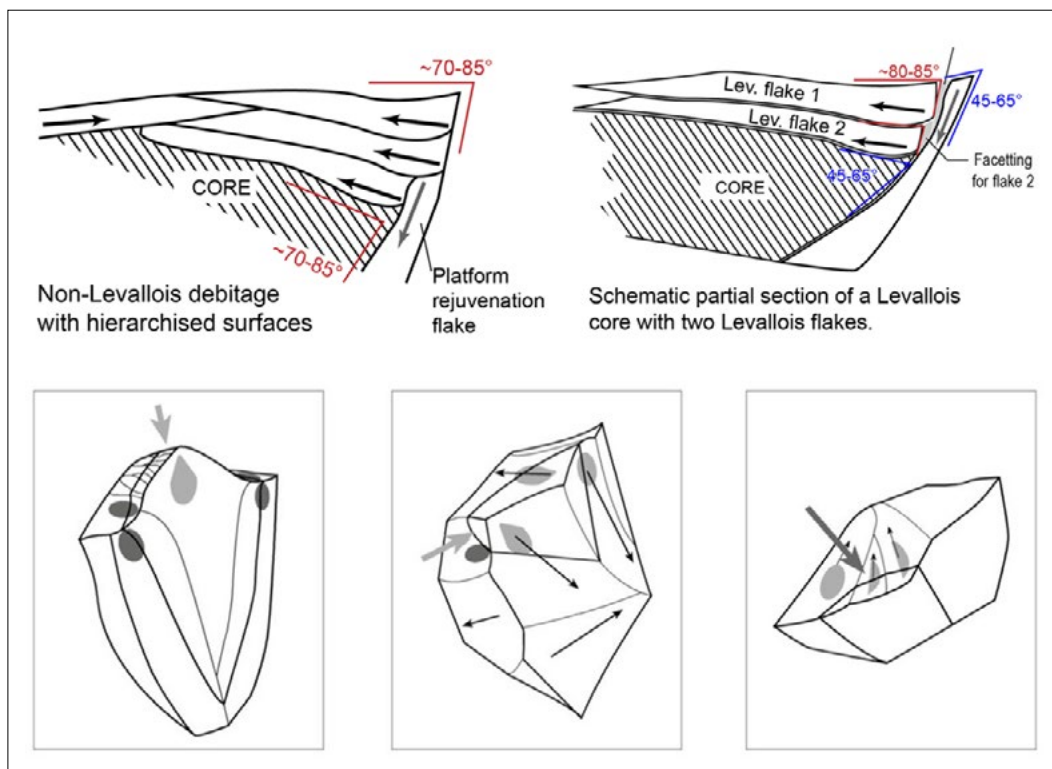 ~70-85°
CORE
~70-85°
Platform
rejuvenation
flake
Non-Levallois debitage
with hierarchised surfaces
~80-85°
45-65°
Lev. flake 1
Lev. flake 2
45-65°
Facetting
for flake 2
CORE
Schematic partial section of a Levallois
core with two Levallois flakes.